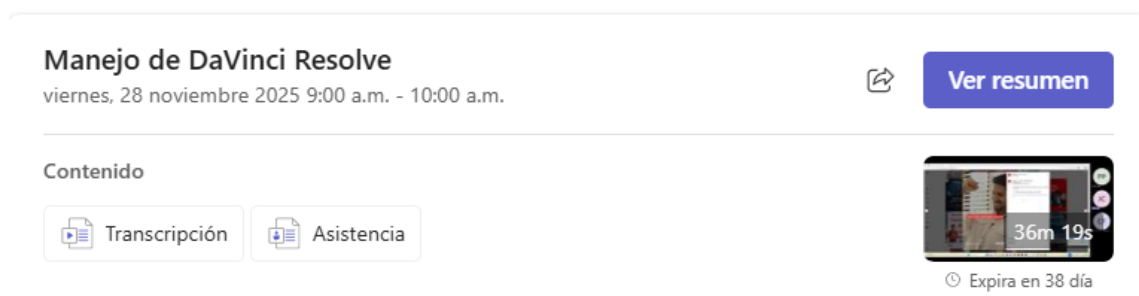 Manejo de DaVinci Resolve
viernes, 28 noviembre 2025 9:00 a.m. - 10:00 a.m.
Ver resumen
Contenido
Transcripción
Asistencia
36m 19s
Expira en 38 día